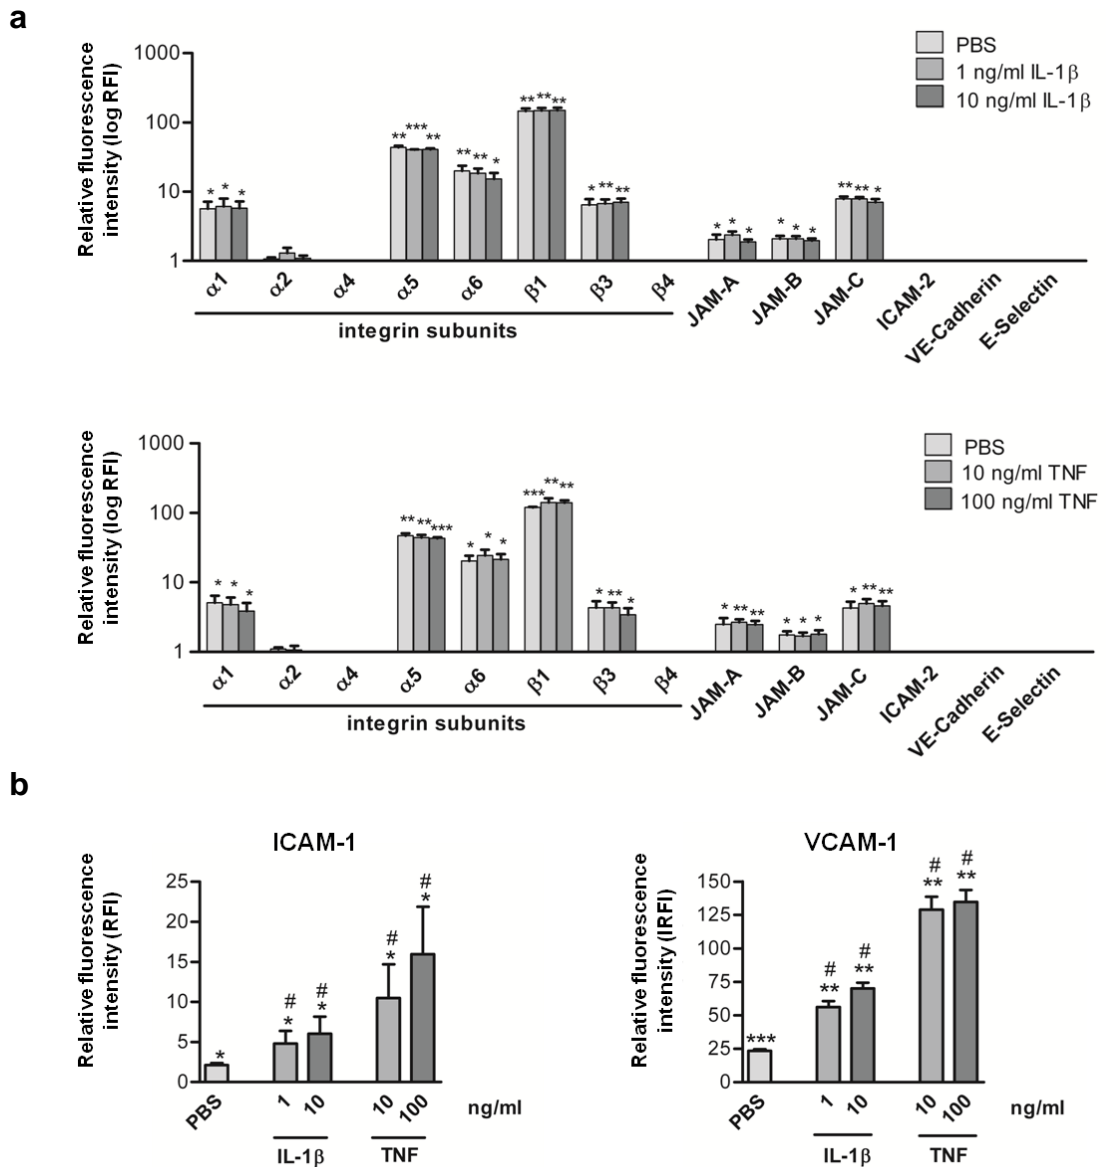 a
Relative fluorescence
intensity (log RFI)
1000
100
10
1
PBS
1 ng/ml IL-1β
10 ng/ml IL-1β
* * *
** *** **
** ** *
** ** **
* ** **
* * *
* * *
** ** *
α1 α2 α4 α5 α6 β1 β3 β4 JAM-A JAM-B JAM-C ICAM-2 VE-Cadherin E-Selectin
integrin subunits
Relative fluorescence
intensity (log RFI)
1000
100
10
1
PBS
10 ng/ml TNF
100 ng/ml TNF
* * *
** ** ***
* * *
*** ** **
* ** *
* ** **
* * *
* ** **
α1 α2 α4 α5 α6 β1 β3 β4 JAM-A JAM-B JAM-C ICAM-2 VE-Cadherin E-Selectin
integrin subunits
b
ICAM-1
Relative fluorescence
intensity (RFI)
25
20
15
10
5
0
*
# *
# *
# *
# *
PBS 1 10 10 100 ng/ml
IL-1β TNF
VCAM-1
Relative fluorescence
intensity (IRFI)
150
125
100
75
50
25
0
***
# **
# **
# **
# **
PBS 1 10 10 100 ng/ml
IL-1β TNF